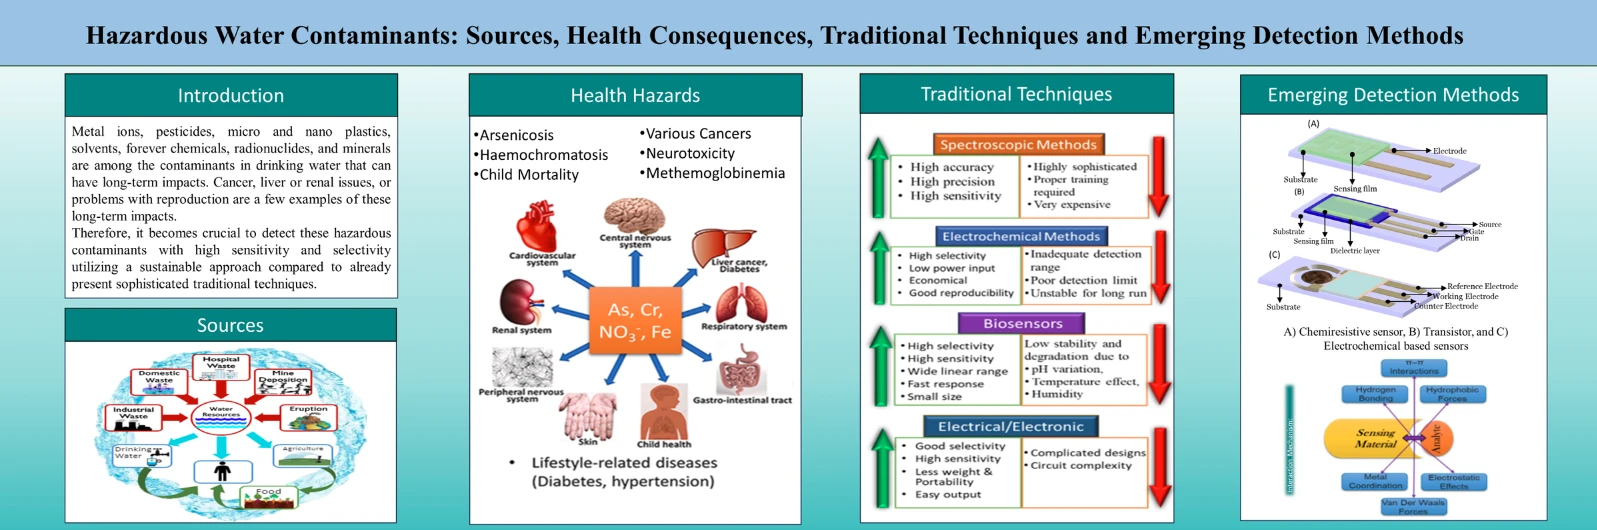 Hazardous Water Contaminants: Sources, Health Consequences, Traditional Techniques and Emerging Detection Methods
Introduction
Metal ions, pesticides, micro and nano plastics,
solvents, forever chemicals, radionuclides, and minerals
are among the contaminants in drinking water that can
have long-term impacts. Cancer, liver or renal issues, or
problems with reproduction are a few examples of these
long-term impacts.
Therefore, it becomes crucial to detect these hazardous
contaminants with high sensitivity and selectivity
utilizing a sustainable approach compared to already
present sophisticated traditional techniques.
Sources
Hospital
Waste
Domestic
Waste
Mine
Deposition
Industrial
Waste
Water
Resources
Eruption
Drinking
Water
Agriculture
Food
Health Hazards
•Arsenicosis
•Haemochromatosis
•Child Mortality
•Various Cancers
•Neurotoxicity
•Methemoglobinemia
Cardiovascular
system
Central nervous
system
Liver cancer,
Diabetes
Renal system
As, Cr,
NO₃⁻, Fe
Respiratory system
Peripheral nervous
system
Skin
Child health
Gastro-intestinal tract
• Lifestyle-related diseases
(Diabetes, hypertension)
Traditional Techniques
Spectroscopic Methods
• High accuracy
• High precision
• High sensitivity
•Highly sophisticated
•Proper training
required
•Very expensive
Electrochemical Methods
• High selectivity
• Low power input
• Economical
• Good reproducibility
•Inadequate detection
range
•Poor detection limit
•Unstable for long run
Biosensors
•High selectivity
•High sensitivity
•Wide linear range
•Fast response
•Small size
Low stability and
degradation due to
•pH variation,
•Temperature effect,
•Humidity
Electrical/Electronic
• Good selectivity
• High sensitivity
• Less weight &
Portability
• Easy output
•Complicated designs
•Circuit complexity
Emerging Detection Methods
(A)
Electrode
Substrate
Sensing film
(B)
Source
Gate
Drain
Substrate
Sensing film
Dielectric layer
(C)
Reference Electrode
Working Electrode
Counter Electrode
Substrate
A) Chemiresistive sensor, B) Transistor, and C)
Electrochemical based sensors
π-π
Interactions
Hydrogen
Bonding
Hydrophobic
Forces
Sensing
Material
Analyte
Interaction Mechanism
Metal
Coordination
Electrostatic
Effects
Van Der Waals
Forces